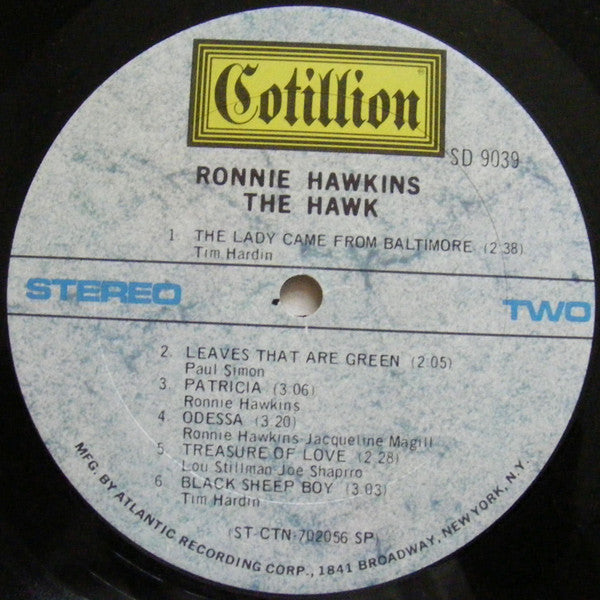 Cotillion
®
SD 9039
RONNIE HAWKINS
THE HAWK
1 THE LADY CAME FROM BALTIMORE (2:38)
Tim Hardin
STEREO
TWO
2. LEAVES THAT ARE GREEN (2:05)
Paul Simon
3. PATRICIA (3:06)
Ronnie Hawkins
4. ODESSA (3:20)
Ronnie Hawkins-Jacqueline Magill
5 TREASURE OF LOVE (2:28)
Lou Stillman-Joe Shaprro
6 BLACK SHEEP BOY (3:03)
Tim Hardin
(ST-CTN-702056 SP)
MFG. BY ATLANTIC RECORDING CORP., 1841 BROADWAY, NEW YORK, N.Y.